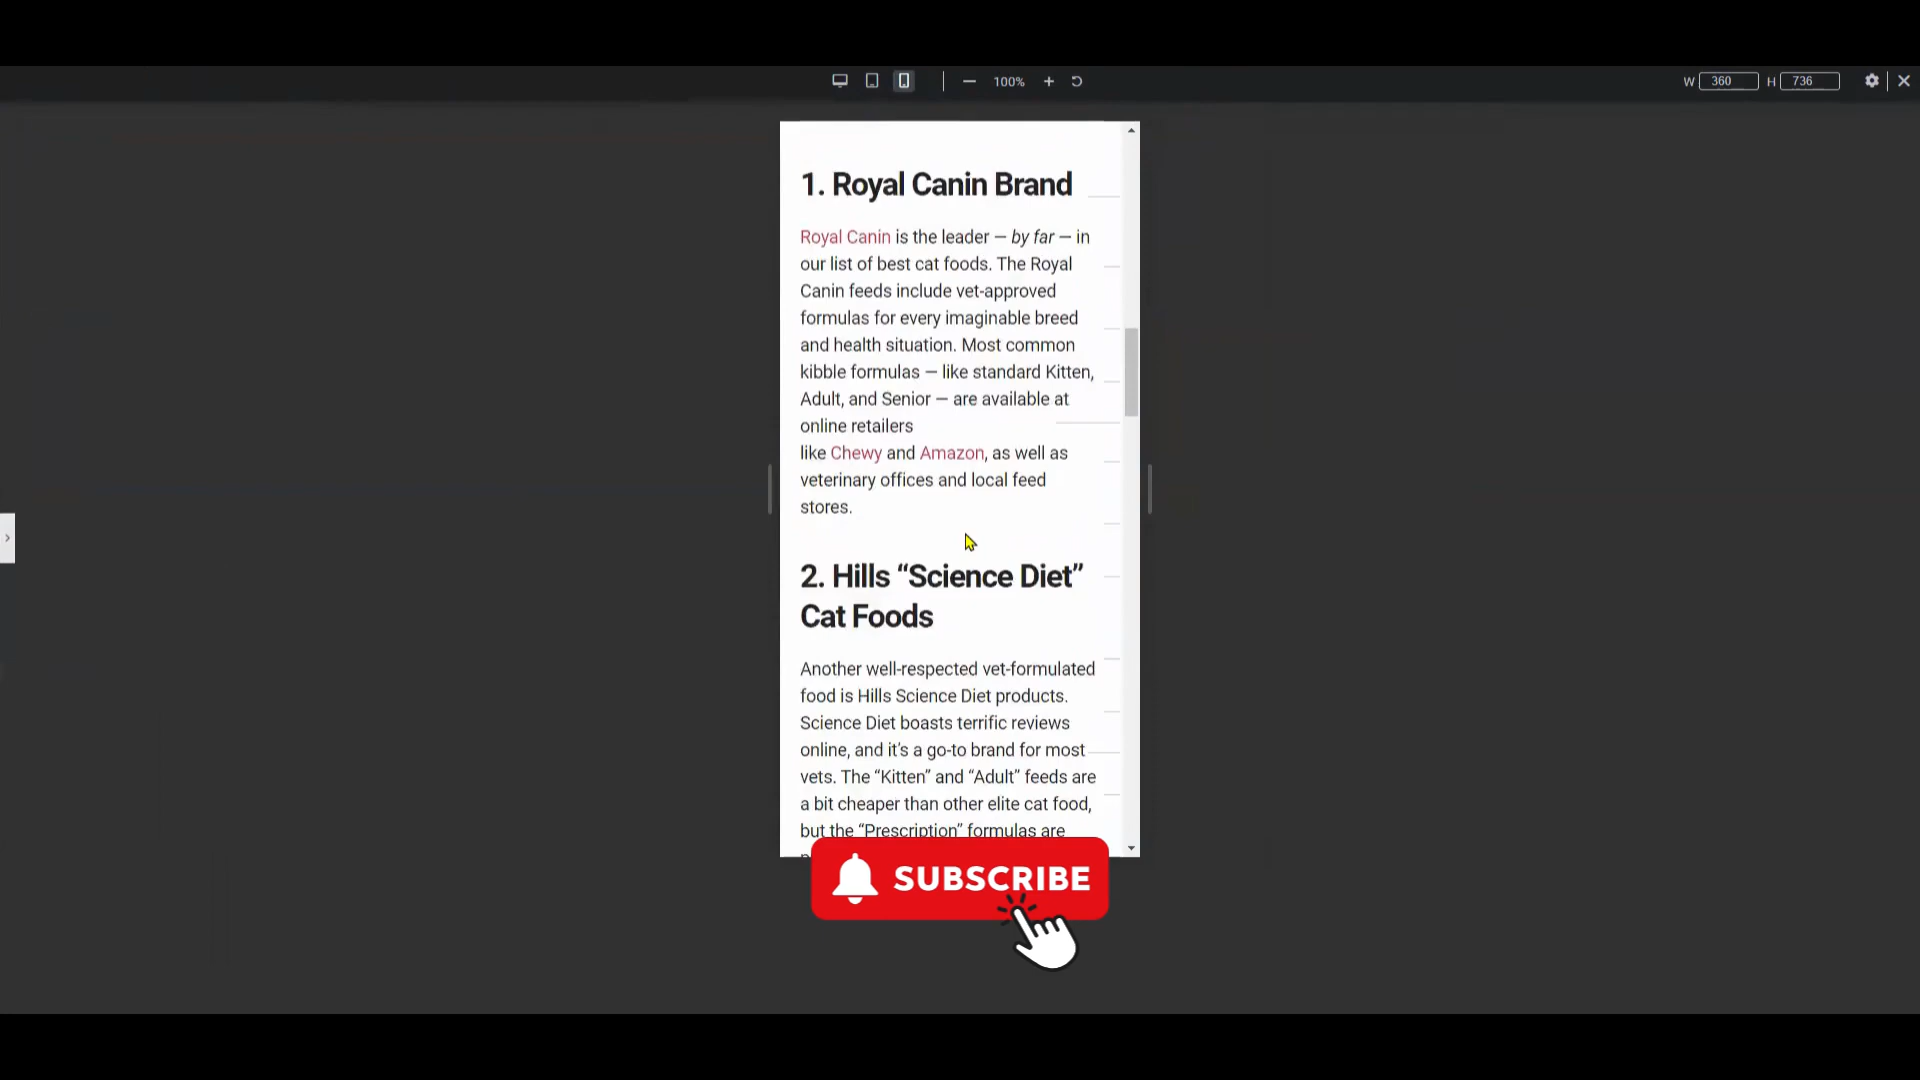 100%
W 360 H 736
1. Royal Canin Brand
Royal Canin is the leader — by far — in
our list of best cat foods. The Royal
Canin feeds include vet-approved
formulas for every imaginable breed
and health situation. Most common
kibble formulas — like standard Kitten,
Adult, and Senior — are available at
online retailers
like Chewy and Amazon, as well as
veterinary offices and local feed
stores.
2. Hills “Science Diet”
Cat Foods
Another well-respected vet-formulated
food is Hills Science Diet products.
Science Diet boasts terrific reviews
online, and it’s a go-to brand for most
vets. The “Kitten” and “Adult” feeds are
a bit cheaper than other elite cat food,
but the “Prescription” formulas are
SUBSCRIBE